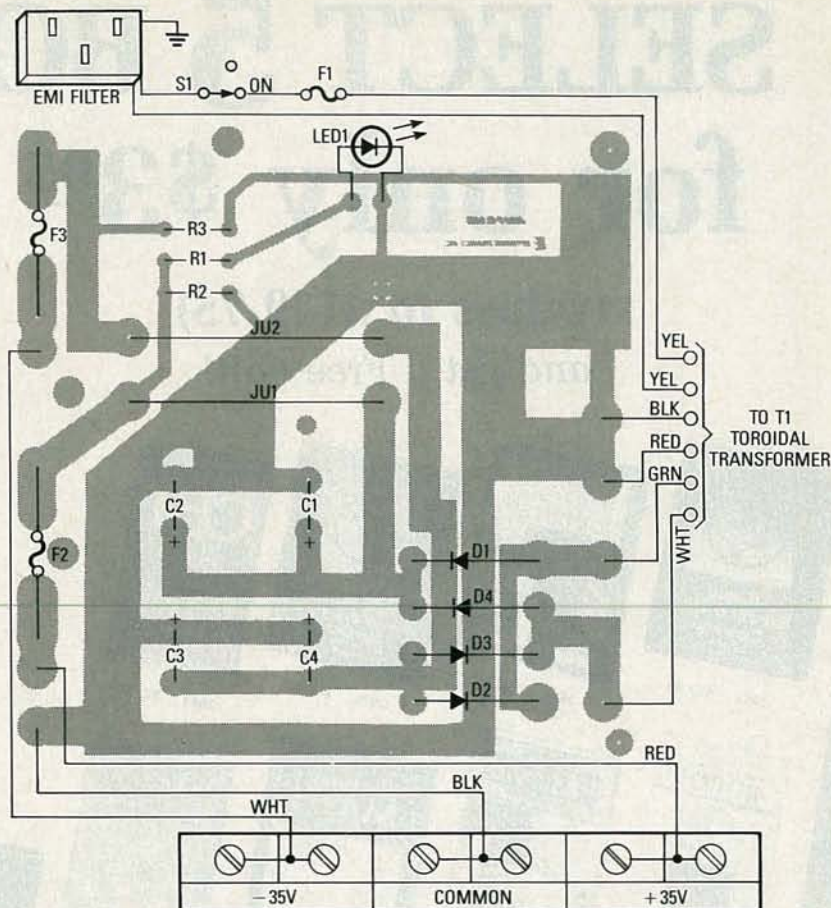 EMI FILTER
S1
ON
F1
LED1
F3
R3
R1
R2
JU2
JU1
YEL
YEL
BLK
RED
GRN
WHT
TO T1
TOROIDAL
TRANSFORMER
C2
C1
+
+
F2
D1
D4
D3
D2
+
+
C3
C4
RED
BLK
WHT
−35V
COMMON
+35V